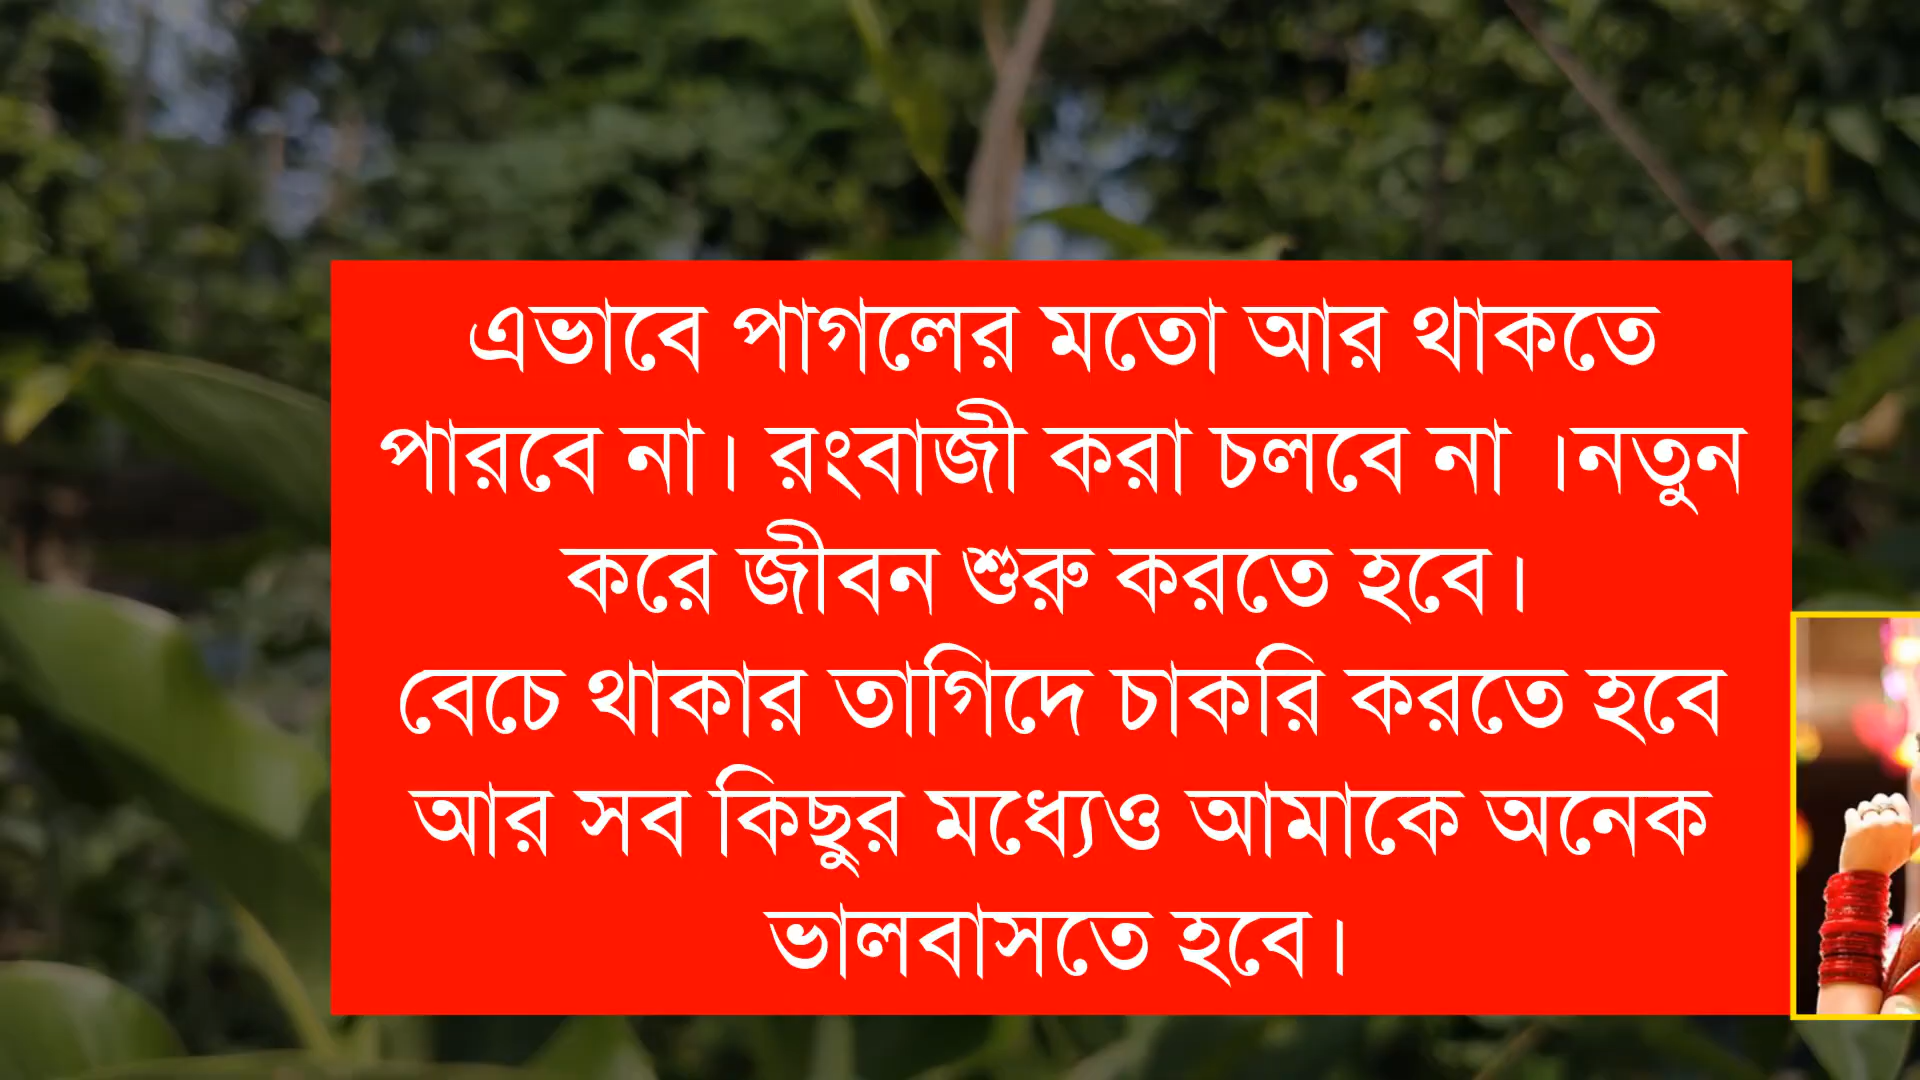 এভাবে পাগলের মতো আর থাকতে
পারবে না। রংবাজী করা চলবে না ।নতুন
করে জীবন শুরু করতে হবে।
বেচে থাকার তাগিদে চাকরি করতে হবে
আর সব কিছুর মধ্যেও আমাকে অনেক
ভালবাসতে হবে।